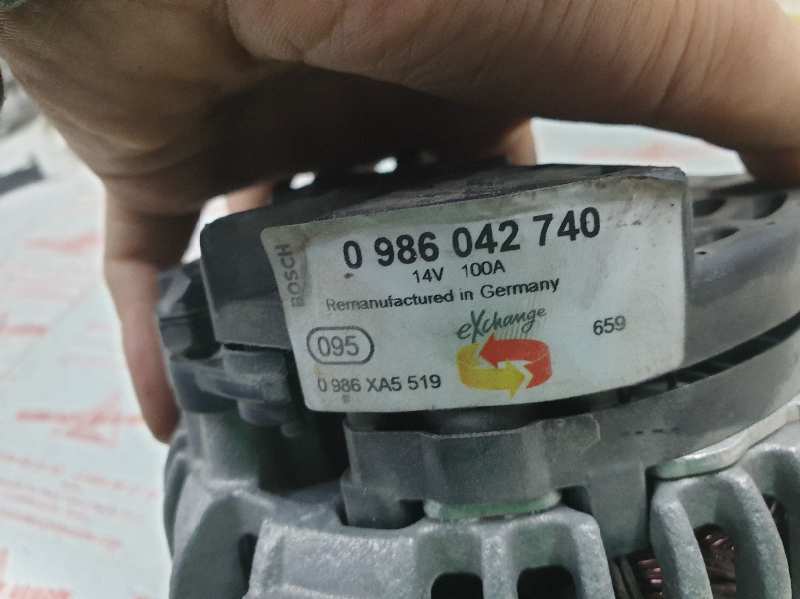 BOSCH
0 986 042 740
14V 100A
Remanufactured in Germany
eXchange
095
659
0 986 XA5 519